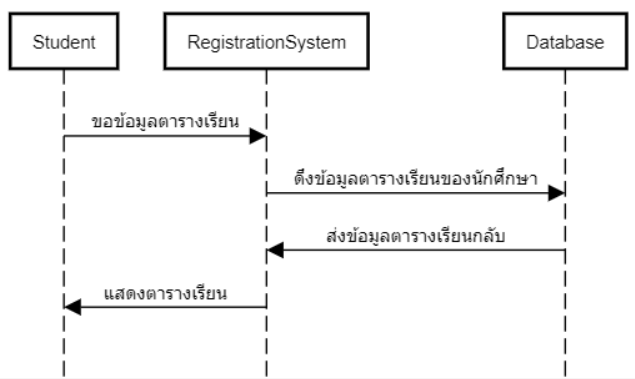 Student
RegistrationSystem
Database
ขอข้อมูลตารางเรียน
ดึงข้อมูลตารางเรียนของนักศึกษา
ส่งข้อมูลตารางเรียนกลับ
แสดงตารางเรียน